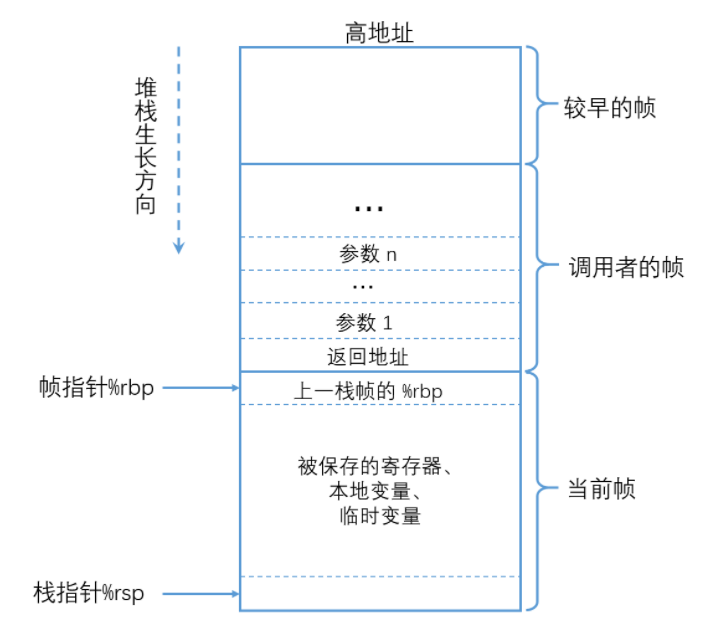 高地址
堆栈生长方向
较早的帧
...
参数 n
...
调用者的帧
参数 1
返回地址
帧指针%rbp
上一栈帧的 %rbp
被保存的寄存器、
本地变量、
临时变量
当前帧
栈指针%rsp